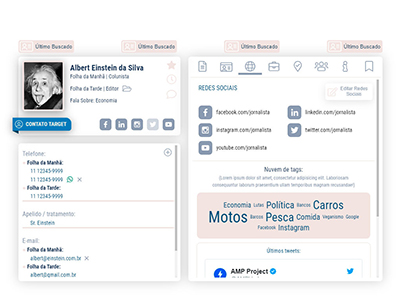 Último Buscado
Último Buscado
Último Buscado
Último Buscado
Albert Einstein da Silva
Folha da Manhã | Colunista
Folha da Tarde | Editor
Fala Sobre: Economia
CONTATO TARGET
Telefone:
Folha da Manhã:
11 12345-9999
11 12345-9999
Folha da Tarde:
11 12345-9999
Apelido / tratamento:
Sr. Einstein
E-mail:
Folha da Manhã:
albert@einstein.com.br
Folha da Tarde:
albert@gmail.com.br
REDES SOCIAIS
Editar Redes
Sociais
facebook.com/jornalista
linkedin.com/jornalista
instagram.com/jornalista
twitter.com/jornalista
youtube.com/jornalista
Nuvem de tags:
(Lorem ipsum dolor sit amet, consectetur adipiscing elit. Laboriosam
consequuntur laborum praesentium ullam temporibus magnam recusandae!)
Economia Lutas Política Barcos Carros
Motos Barcos Pesca Comida Veganismo Google
Facebook Instagram
Últimos tweets:
AMP Project